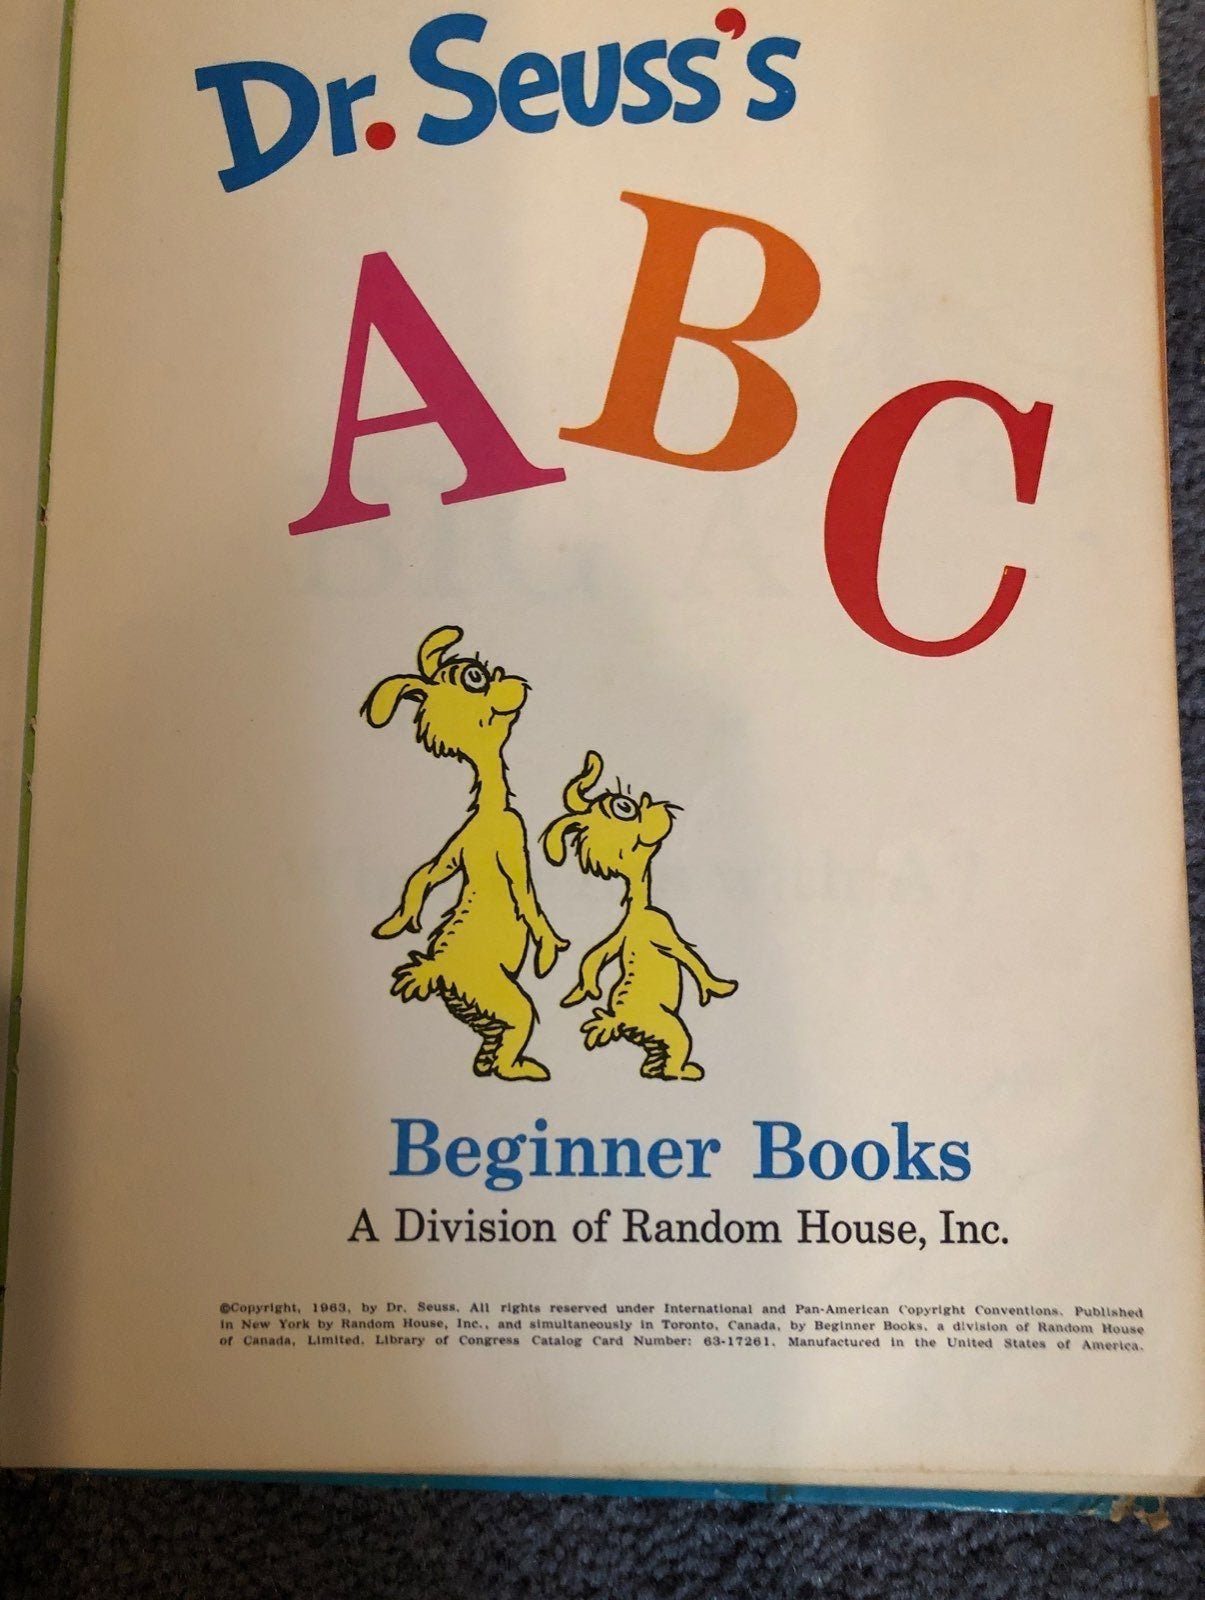 Dr. Seuss's
A B C
Beginner Books
A Division of Random House, Inc.
©Copyright, 1963, by Dr. Seuss. All rights reserved under International and Pan-American Copyright Conventions. Published
in New York by Random House, Inc., and simultaneously in Toronto, Canada, by Beginner Books, a division of Random House
of Canada, Limited. Library of Congress Catalog Card Number: 63-17261. Manufactured in the United States of America.